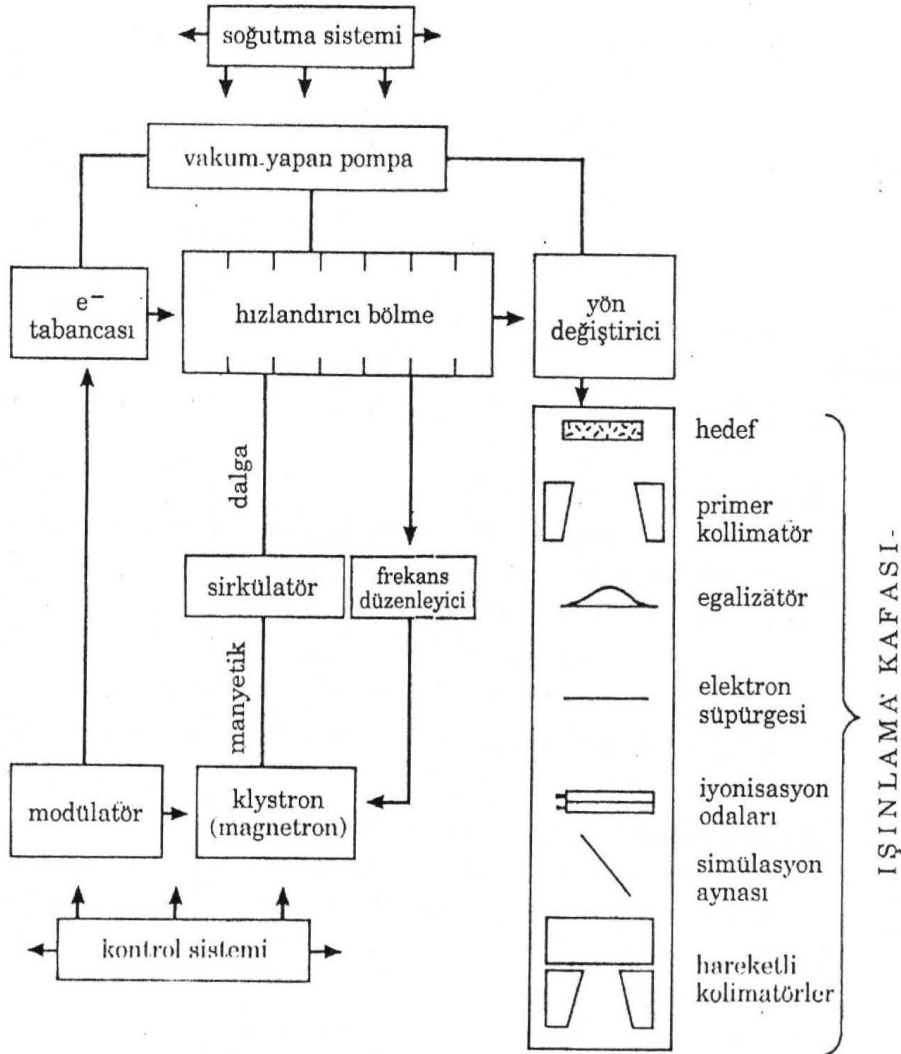 soğutma sistemi
vakum yapan pompa
e⁻
tabancası
hızlandırıcı bölme
yön
değiştirici
hedef
primer
kollimatör
egalizatör
elektron
süpürgesi
iyonisasyon
odaları
simülasyon
aynası
hareketli
kolimatörler
IŞINLAMA KAFASI-
dalga
sirkülatör
frekans
düzenleyici
manyetik
modülatör
klystron
(magnetron)
kontrol sistemi